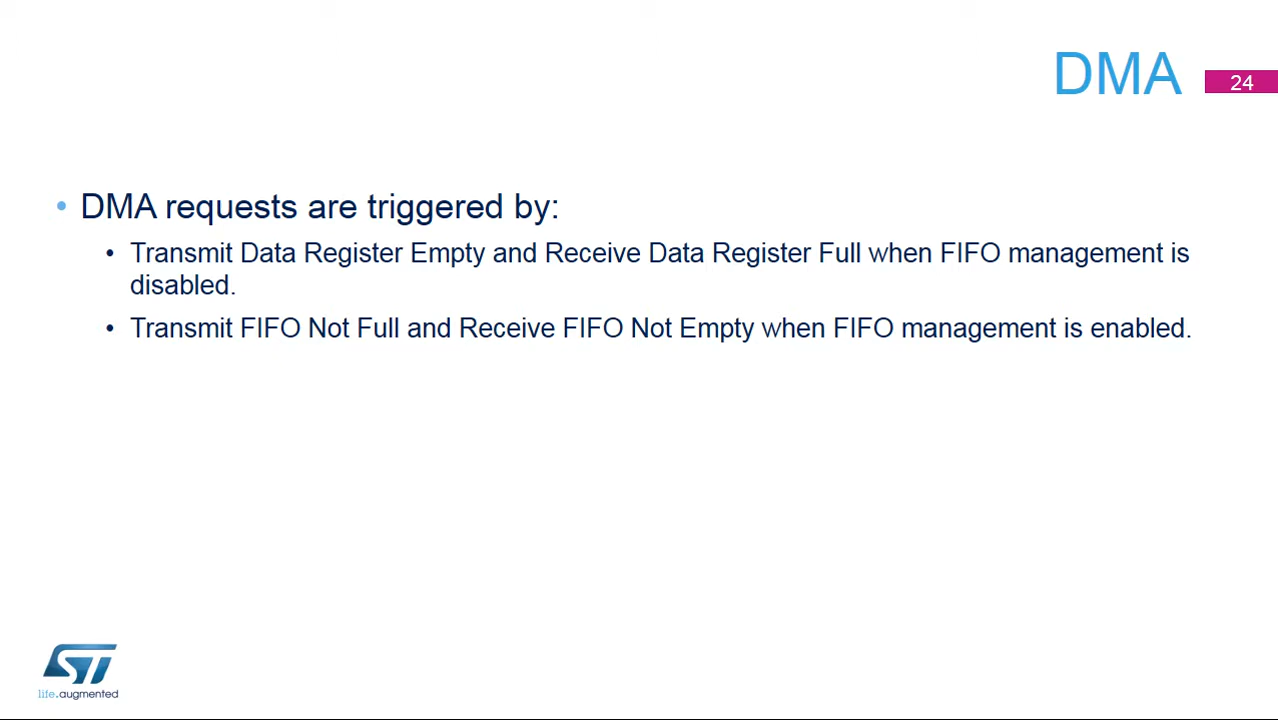 DMA
24
• DMA requests are triggered by:
• Transmit Data Register Empty and Receive Data Register Full when FIFO management is
disabled.
• Transmit FIFO Not Full and Receive FIFO Not Empty when FIFO management is enabled.
ST
life.augmented